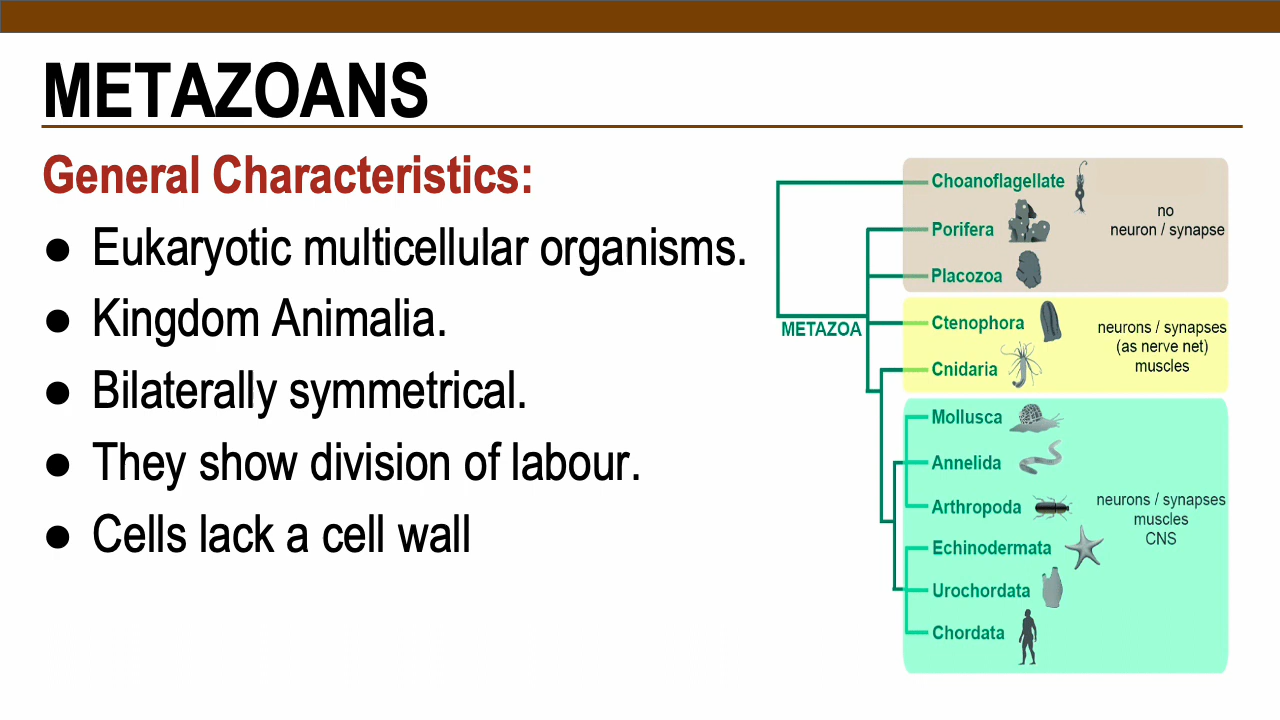 METAZOANS
General Characteristics:
● Eukaryotic multicellular organisms.
● Kingdom Animalia.
● Bilaterally symmetrical.
● They show division of labour.
● Cells lack a cell wall
Choanoflagellate
no
neuron / synapse
Porifera
Placozoa
METAZOA
Ctenophora
neurons / synapses
(as nerve net)
muscles
Cnidaria
Mollusca
Annelida
Arthropoda
neurons / synapses
muscles
CNS
Echinodermata
Urochordata
Chordata